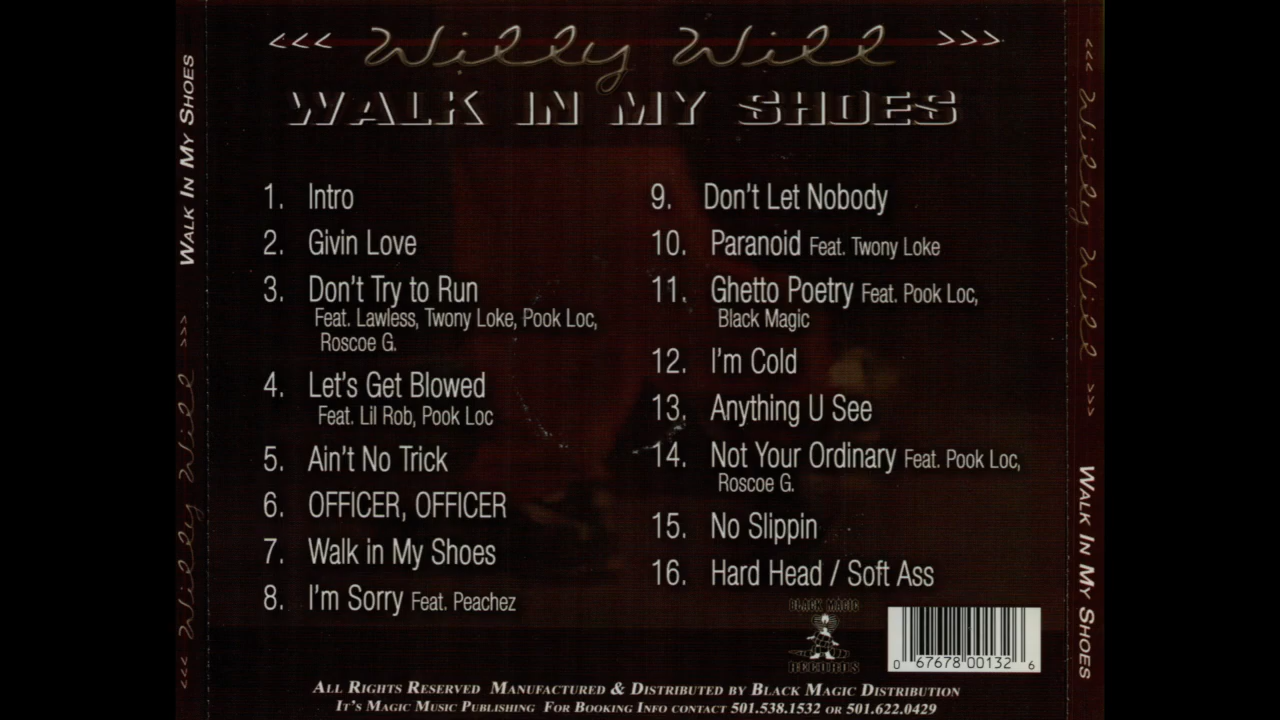 <<< Willy Will >>>
WALK IN MY SHOES
1. Intro
2. Givin Love
3. Don't Try to Run
Feat. Lawless, Twony Loke, Pook Loc,
Roscoe G.
4. Let's Get Blowed
Feat. Lil Rob, Pook Loc
5. Ain't No Trick
6. OFFICER, OFFICER
7. Walk in My Shoes
8. I'm Sorry Feat. Peachez
9. Don't Let Nobody
10. Paranoid Feat. Twony Loke
11. Ghetto Poetry Feat. Pook Loc,
Black Magic
12. I'm Cold
13. Anything U See
14. Not Your Ordinary Feat. Pook Loc,
Roscoe G.
15. No Slippin
16. Hard Head / Soft Ass
BLACK MAGIC
RECORDS
0 67678 00132 6
ALL RIGHTS RESERVED MANUFACTURED & DISTRIBUTED BY BLACK MAGIC DISTRIBUTION
IT'S MAGIC MUSIC PUBLISHING FOR BOOKING INFO CONTACT 501.538.1532 OR 501.622.0429
<<< Willy Will >>> WALK IN MY SHOES
<<< Willy Will >>> WALK IN MY SHOES